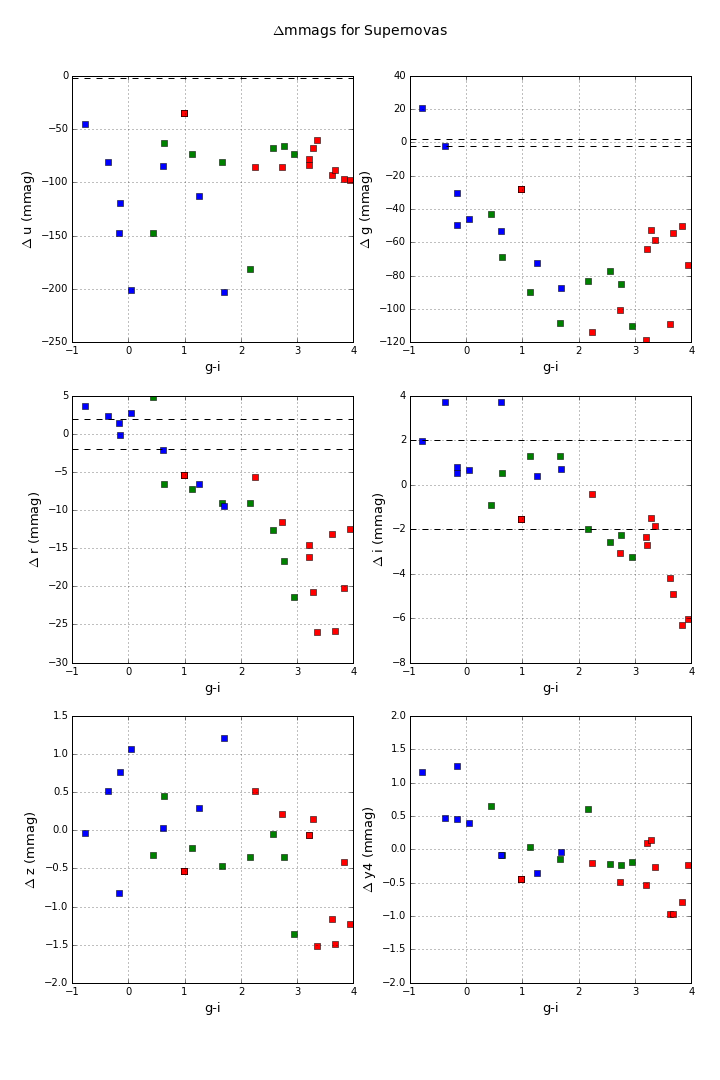 Δmmags for Supernovas
0
−50
−100
−150
−200
−250
−1 0 1 2 3 4
Δ u (mmag)
g-i
40
20
0
−20
−40
−60
−80
−100
−120
−1 0 1 2 3 4
Δ g (mmag)
g-i
5
0
−5
−10
−15
−20
−25
−30
−1 0 1 2 3 4
Δ r (mmag)
g-i
4
2
0
−2
−4
−6
−8
−1 0 1 2 3 4
Δ i (mmag)
g-i
1.5
1.0
0.5
0.0
−0.5
−1.0
−1.5
−2.0
−1 0 1 2 3 4
Δ z (mmag)
g-i
2.0
1.5
1.0
0.5
0.0
−0.5
−1.0
−1.5
−2.0
−1 0 1 2 3 4
Δ y4 (mmag)
g-i